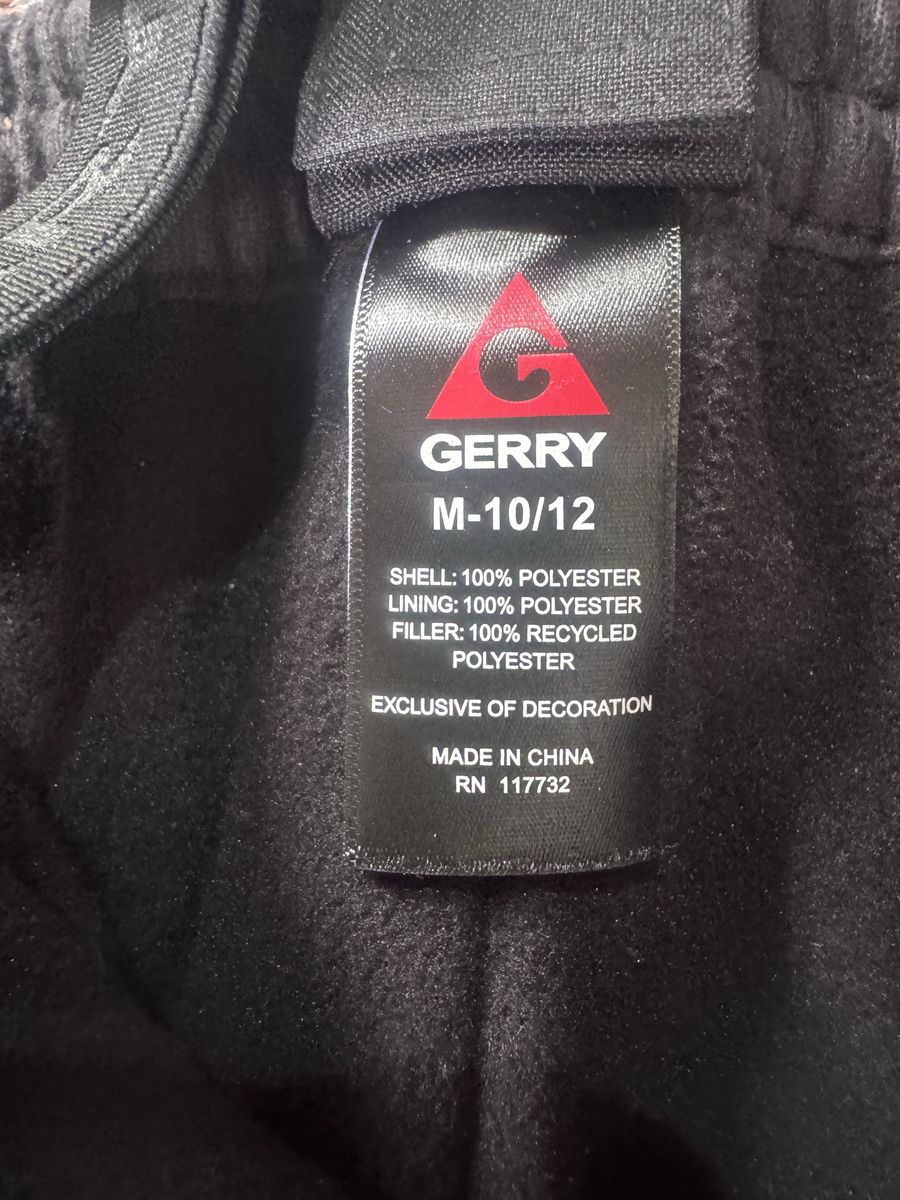 G
GERRY
M-10/12
SHELL: 100% POLYESTER
LINING: 100% POLYESTER
FILLER: 100% RECYCLED
POLYESTER
EXCLUSIVE OF DECORATION
MADE IN CHINA
RN 117732